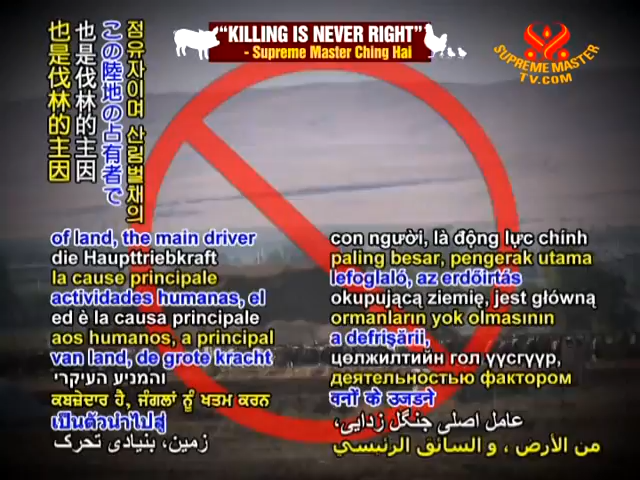 "KILLING IS NEVER RIGHT"
- Supreme Master Ching Hai
SUPREME MASTER
TV.COM
점유자이며 산림벌채의
この陸地の占有者で
也是伐林的主因
也是伐林的主因
of land, the main driver
die Haupttriebkraft
la cause principale
actividades humanas, el
ed è la causa principale
aos humanos, a principal
van land, de grote kracht
והמניע העיקרי
ਕਬਜ਼ੇਦਾਰ ਹੈ, ਜੰਗਲਾਂ ਨੂੰ ਖਤਮ ਕਰਨ
เป็นตัวนำไปสู่
زمین، بنیادی تحرک
con người, là động lực chính
paling besar, pengerak utama
lefoglaló, az erdőirtás
okupującą ziemię, jest główną
ormanların yok olmasının
a defrişării,
цөлжилтийн гол үүсгүүр,
деятельностью фактором
वनों के उजडने
عامل اصلی جنگل زدایی،
من الأرض ، و السائق الرئيسي